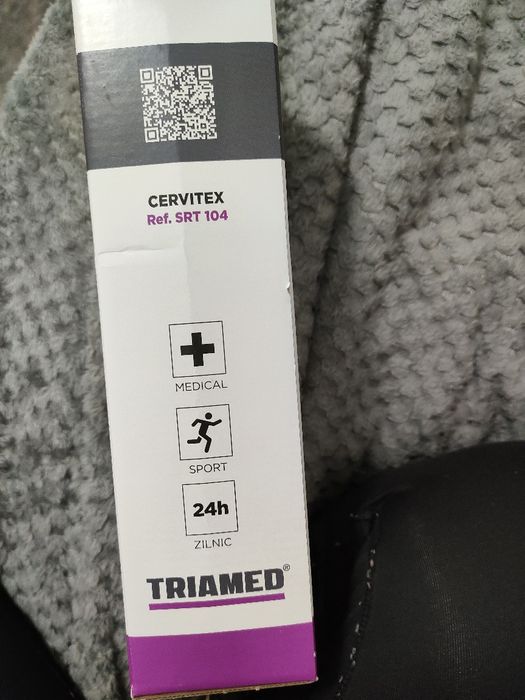 CERVITEX
Ref. SRT 104
MEDICAL
SPORT
24h
ZILNIC
TRIAMED®